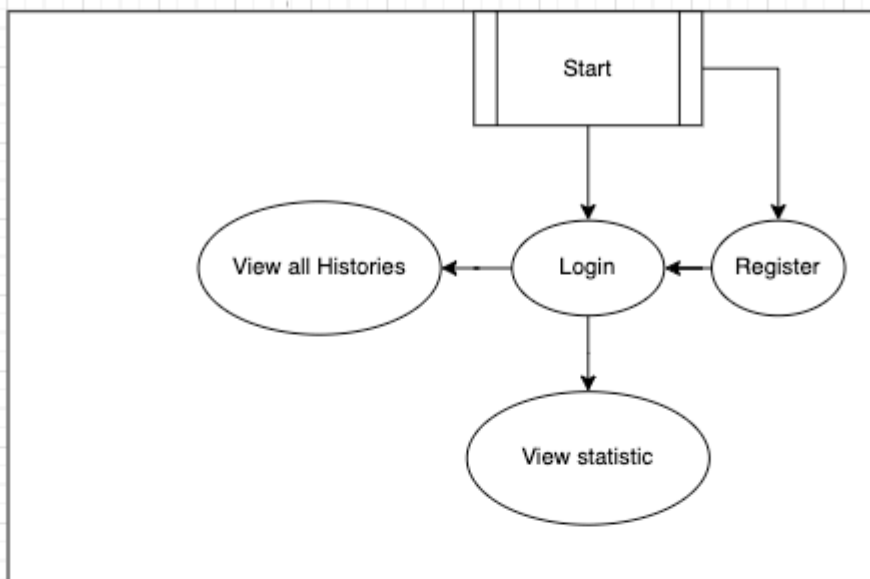 Start
View all Histories
Login
Register
View statistic